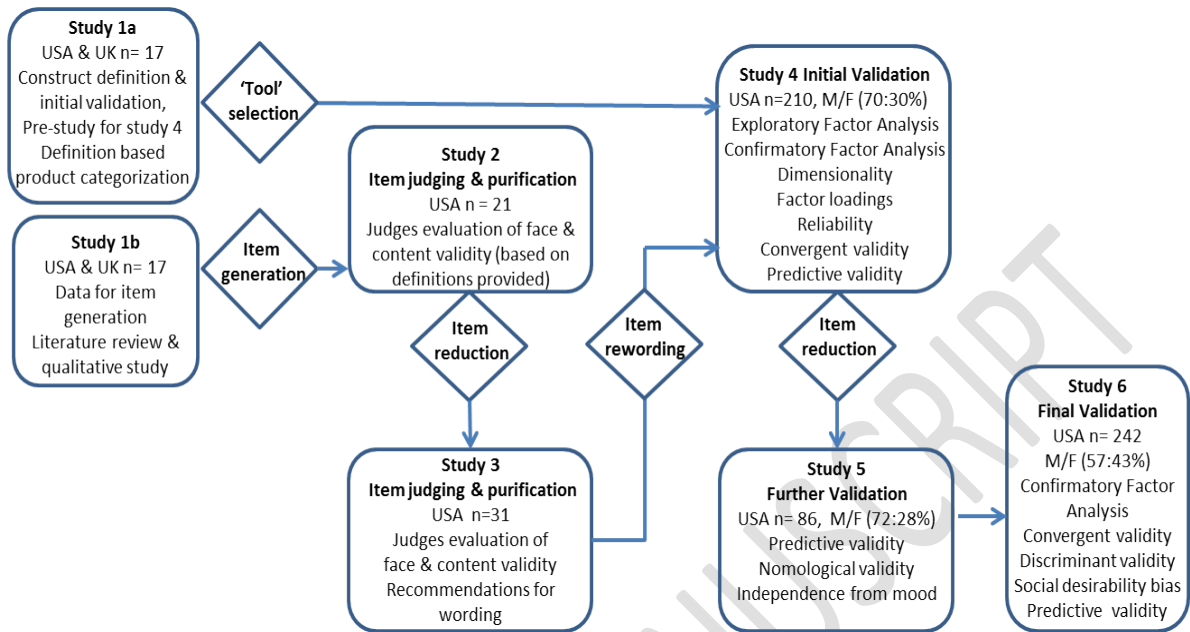 Study 1a
USA & UK n= 17
Construct definition &
initial validation,
Pre-study for study 4
Definition based
product categorization
'Tool'
selection
Study 1b
USA & UK n= 17
Data for item
generation
Literature review &
qualitative study
Item
generation
Study 2
Item judging & purification
USA n = 21
Judges evaluation of face &
content validity (based on
definitions provided)
Item
reduction
Study 3
Item judging & purification
USA n=31
Judges evaluation of
face & content validity
Recommendations for
wording
Item
rewording
Study 4 Initial Validation
USA n=210, M/F (70:30%)
Exploratory Factor Analysis
Confirmatory Factor Analysis
Dimensionality
Factor loadings
Reliability
Convergent validity
Predictive validity
Item
reduction
Study 5
Further Validation
USA n= 86, M/F (72:28%)
Predictive validity
Nomological validity
Independence from mood
Study 6
Final Validation
USA n= 242
M/F (57:43%)
Confirmatory Factor
Analysis
Convergent validity
Discriminant validity
Social desirability bias
Predictive validity
NUSCRIPT